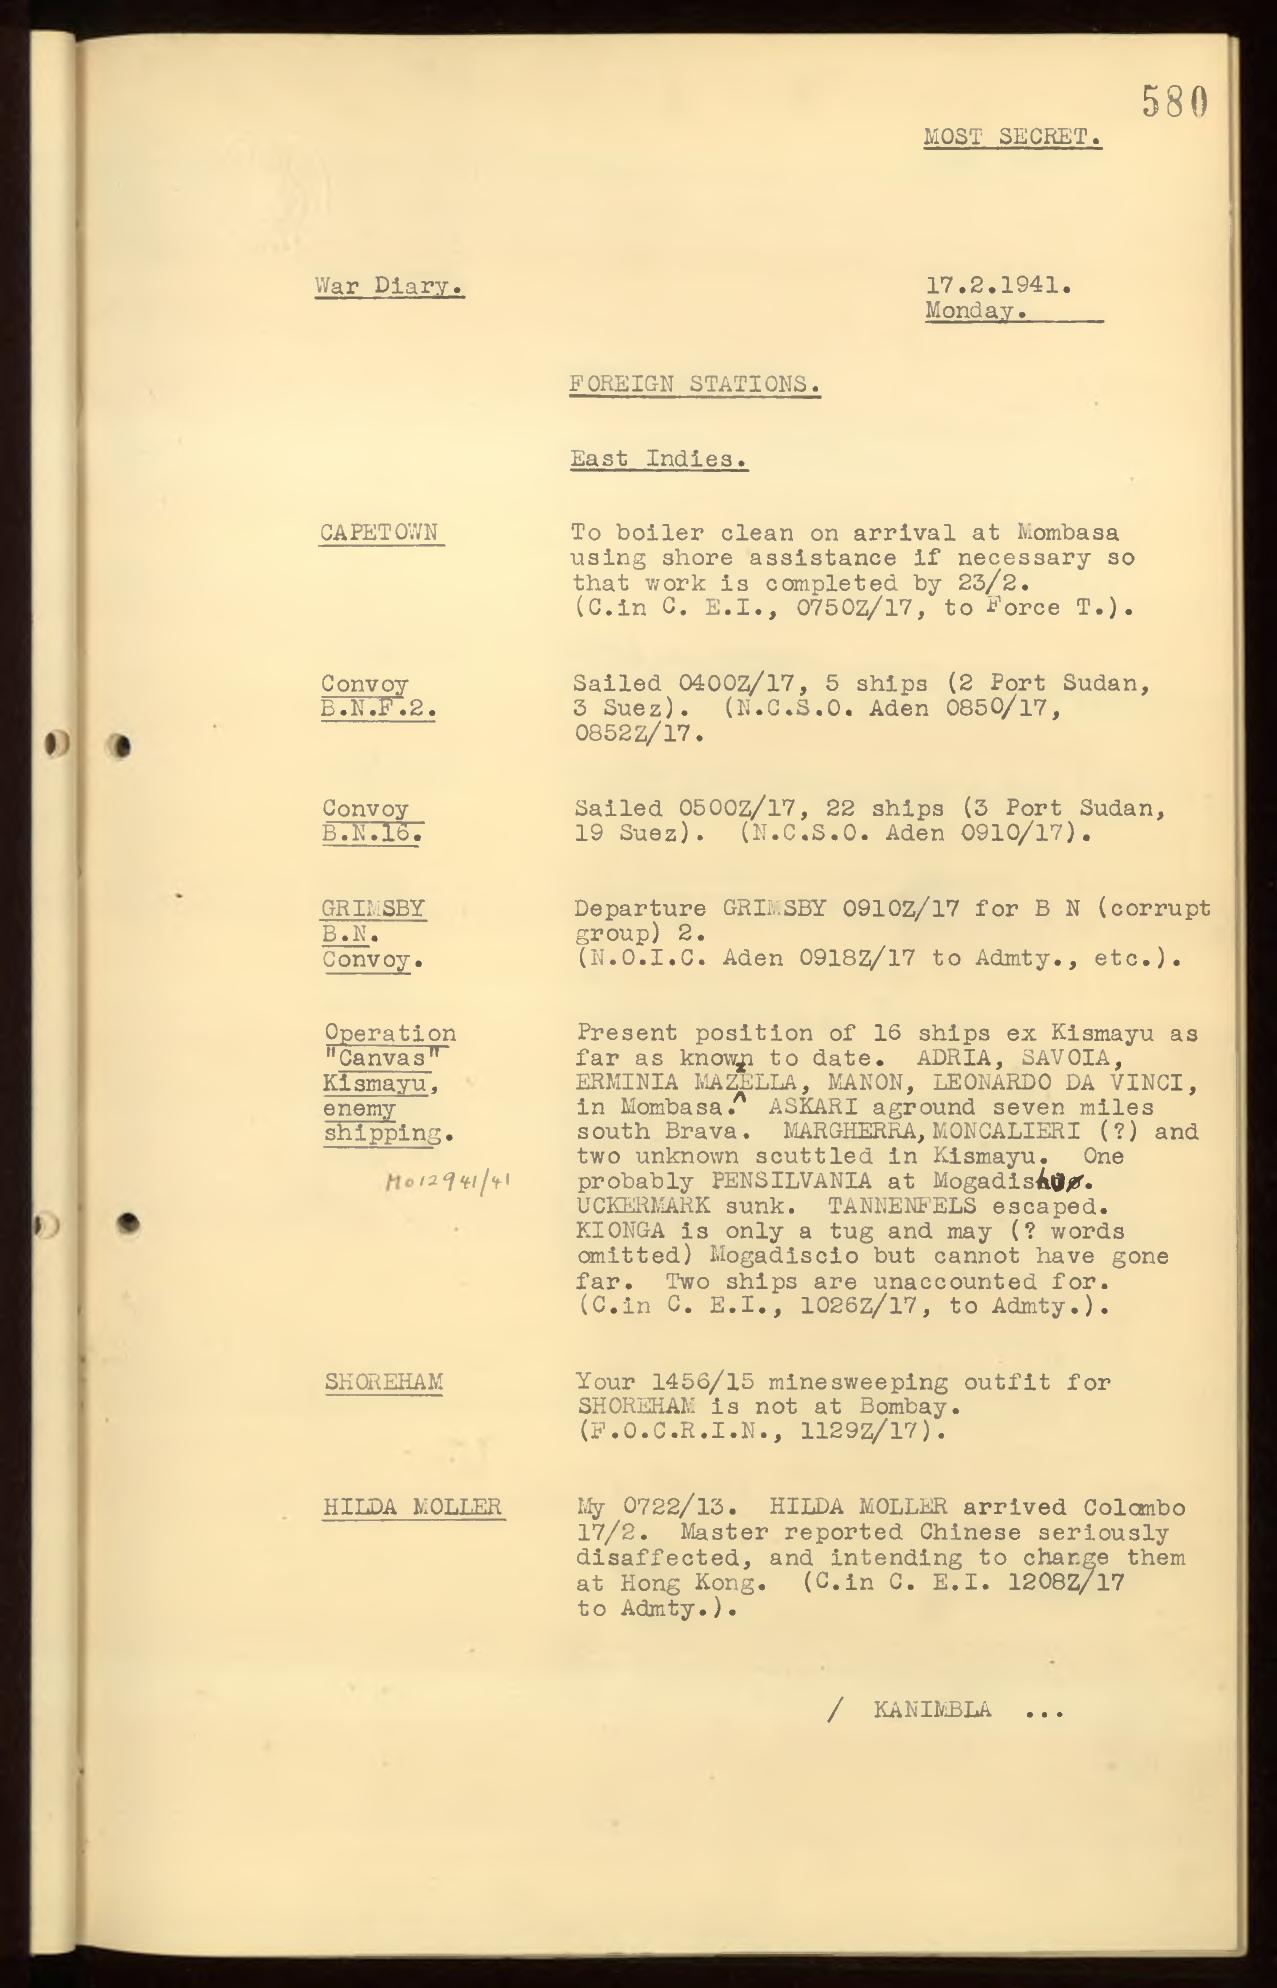 580
MOST SECRET.
War Diary.
17.2.1941.
Monday.
FOREIGN STATIONS.
East Indies.
CAPETOWN
To boiler clean on arrival at Mombasa
using shore assistance if necessary so
that work is completed by 23/2.
(C.in C. E.I., 0750Z/17, to Force T.).
Convoy
B.N.F.2.
Sailed 0400Z/17, 5 ships (2 Port Sudan,
3 Suez). (N.C.S.O. Aden 0850/17,
0852Z/17.
Convoy
B.N.16.
Sailed 0500Z/17, 22 ships (3 Port Sudan,
19 Suez). (N.C.S.O. Aden 0910/17).
GRIMSBY
B.N.
Convoy.
Departure GRIMSBY 0910Z/17 for B N (corrupt
group) 2.
(N.O.I.C. Aden 0918Z/17 to Admty., etc.).
Operation
"Canvas"
Kismayu,
enemy
shipping.
M012941/41
Present position of 16 ships ex Kismayu as
far as known to date. ADRIA, SAVOIA,
ERMINIA MAZELLA, MANON, LEONARDO DA VINCI,
in Mombasa. ASKARI aground seven miles
south Brava. MARGHERRA, MONCALIERI (?) and
two unknown scuttled in Kismayu. One
probably PENSILVANIA at Mogadishu.
UCKERMARK sunk. TANNENFELS escaped.
KIONGA is only a tug and may (? words
omitted) Mogadiscio but cannot have gone
far. Two ships are unaccounted for.
(C.in C. E.I., 1026Z/17, to Admty.).
SHOREHAM
Your 1456/15 minesweeping outfit for
SHOREHAM is not at Bombay.
(F.O.C.R.I.N., 1129Z/17).
HILDA MOLLER
My 0722/13. HILDA MOLLER arrived Colombo
17/2. Master reported Chinese seriously
disaffected, and intending to change them
at Hong Kong. (C.in C. E.I. 1208Z/17
to Admty.).
/ KANIMBLA ...